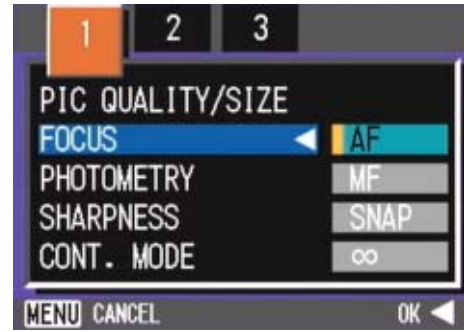 1 2 3
PIC QUALITY/SIZE
FOCUS AF
PHOTOMETRY MF
SHARPNESS SNAP
CONT. MODE ∞
MENU CANCEL OK